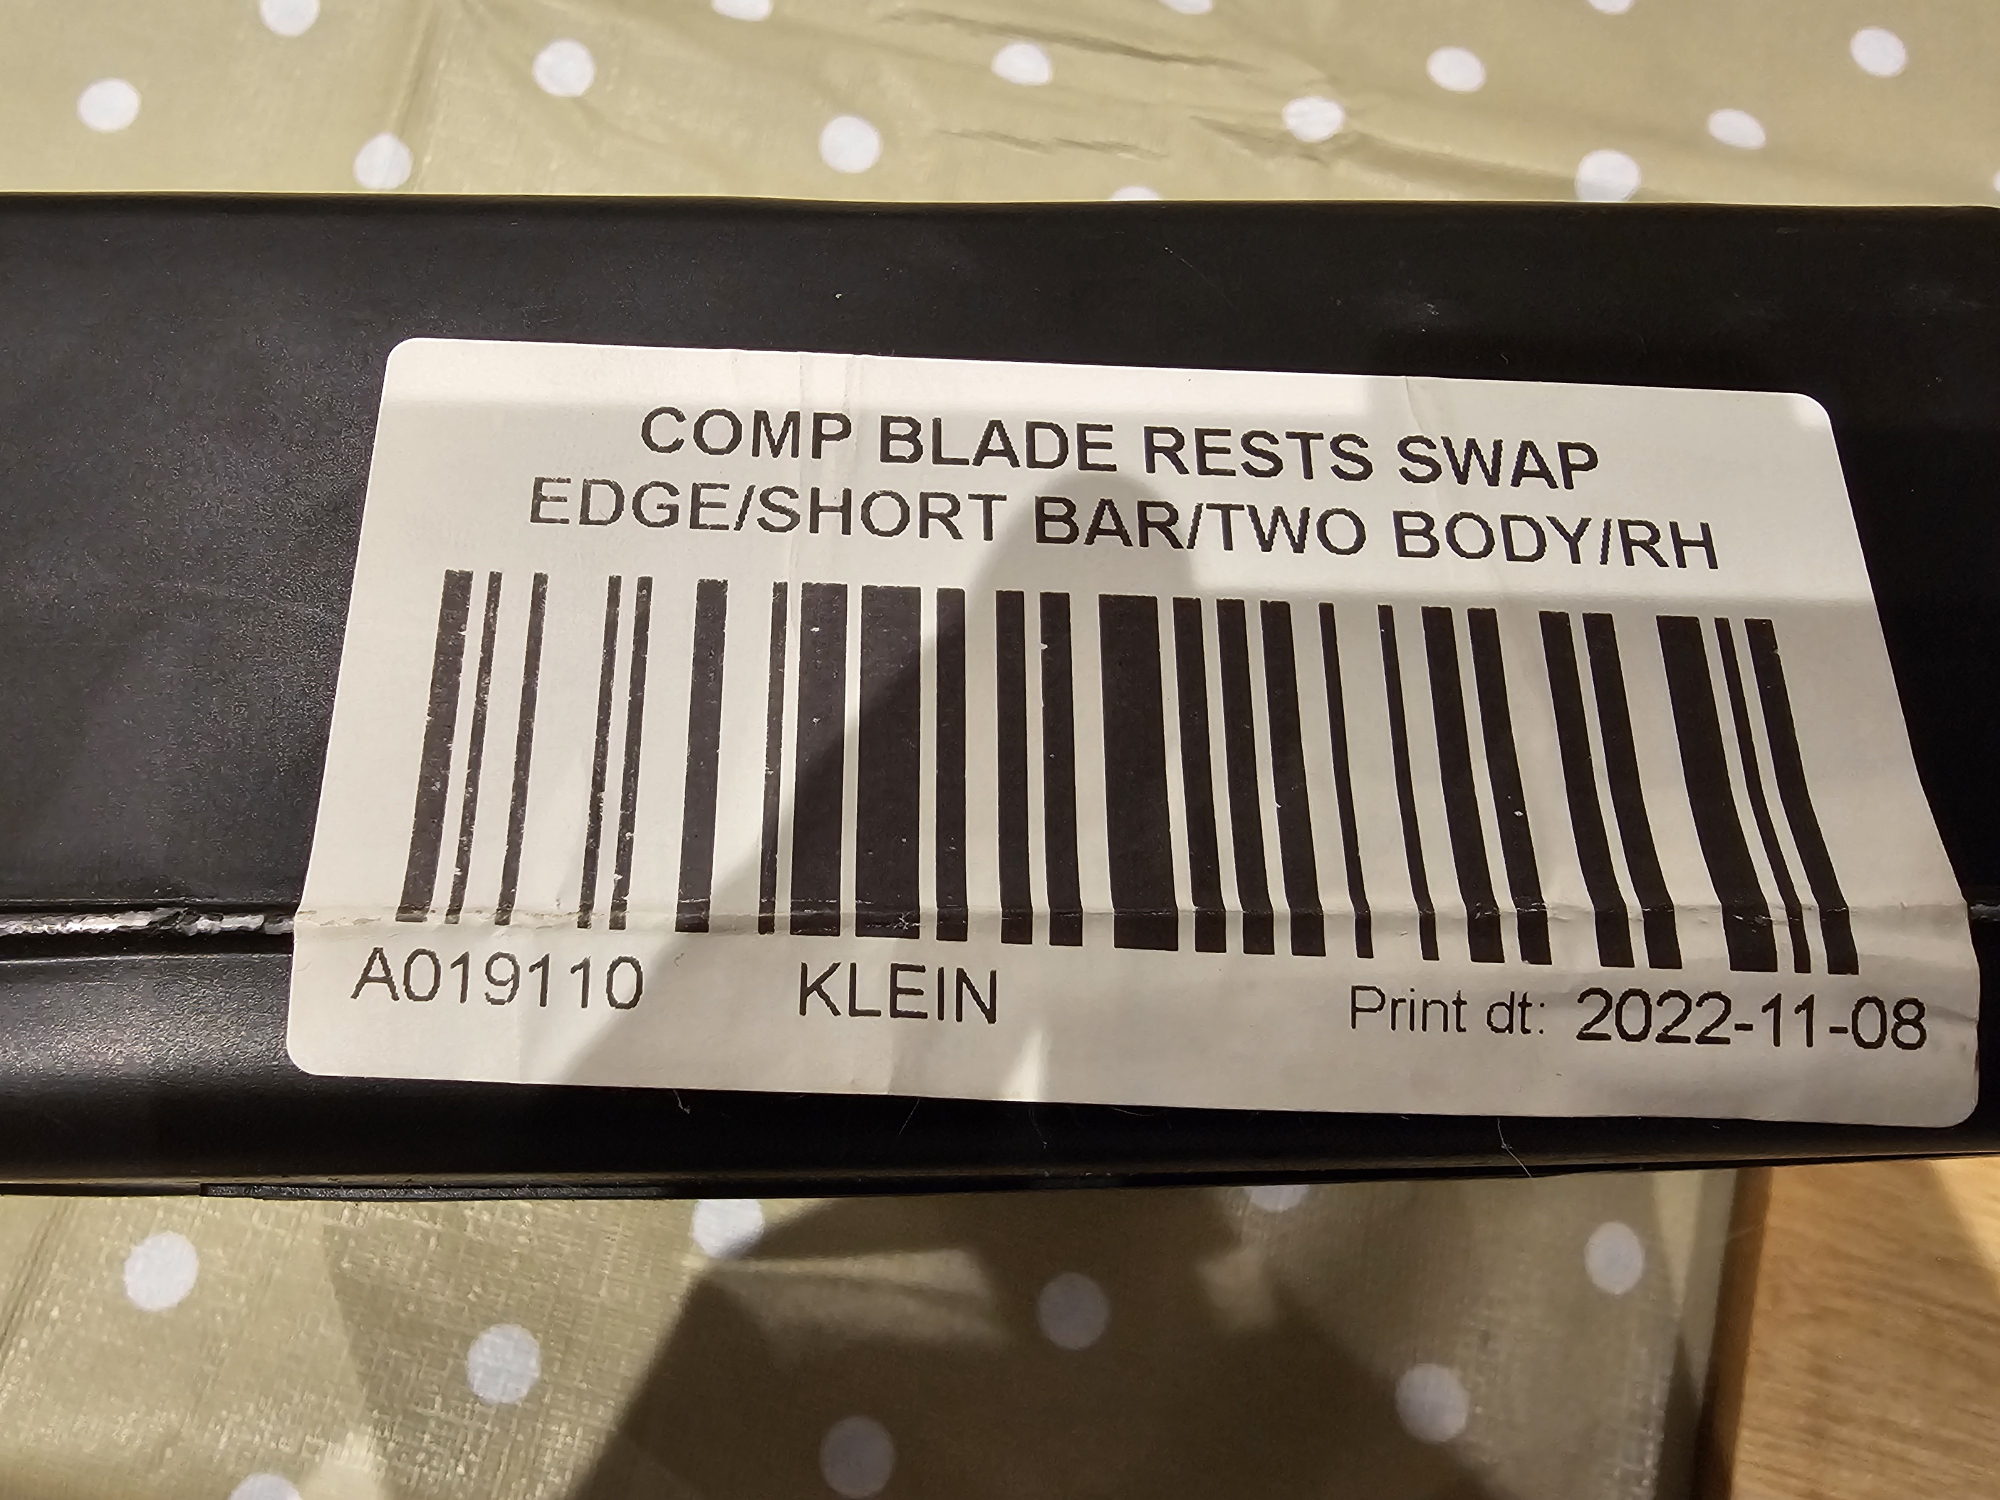 COMP BLADE RESTS SWAP
EDGE/SHORT BAR/TWO BODY/RH
A019110 KLEIN Print dt: 2022-11-08